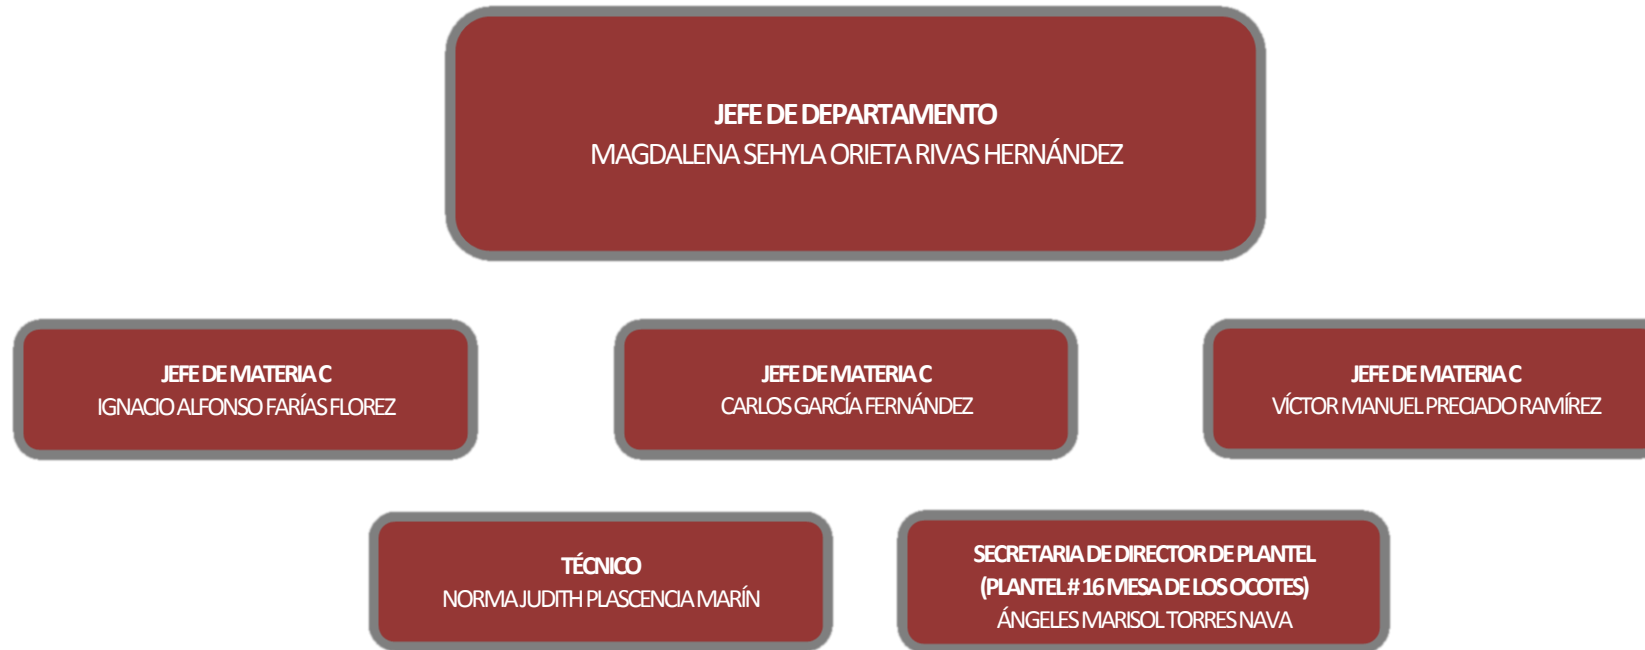 JEFE DE DEPARTAMENTO
MAGDALENA SEHYLA ORIETA RIVAS HERNÁNDEZ
JEFE DE MATERIA C
IGNACIO ALFONSO FARÍAS FLOREZ
JEFE DE MATERIA C
CARLOS GARCÍA FERNÁNDEZ
JEFE DE MATERIA C
VÍCTOR MANUEL PRECIADO RAMÍREZ
TÉCNICO
NORMA JUDITH PLASCENCIA MARÍN
SECRETARIA DE DIRECTOR DE PLANTEL
(PLANTEL # 16 MESA DE LOS OCOTES)
ÁNGELES MARISOL TORRES NAVA